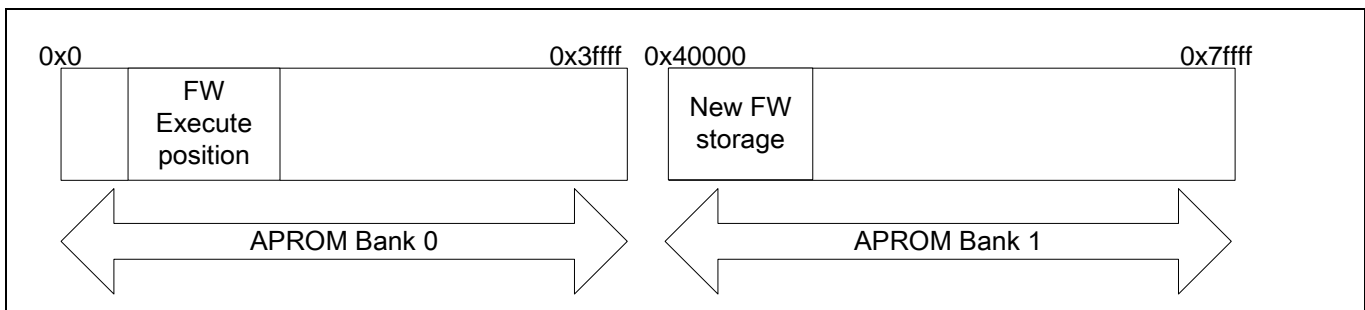 0x0
0x3ffff
0x40000
0x7ffff
FW
Execute
position
New FW
storage
APROM Bank 0
APROM Bank 1